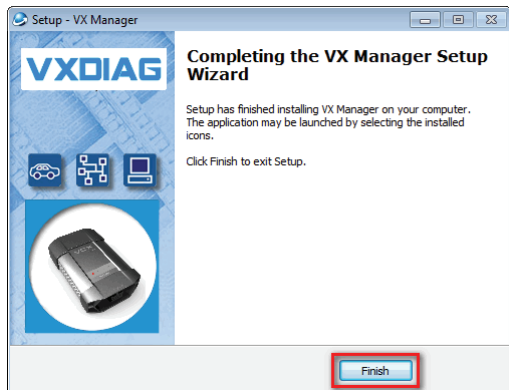 Setup - VX Manager
VXDIAG
Completing the VX Manager Setup
Wizard
Setup has finished installing VX Manager on your computer.
The application may be launched by selecting the installed
icons.
Click Finish to exit Setup.
Finish